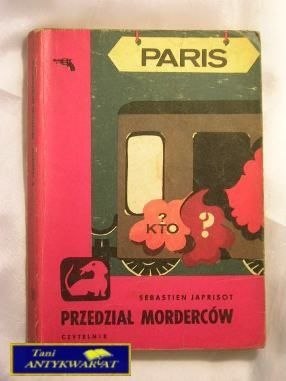 PARIS
?
KTO
?
SEBASTIEN JAPRISOT
PRZEDZIAŁ MORDERCÓW
CZYTELNIK
Tani
ANTYKWARIAT